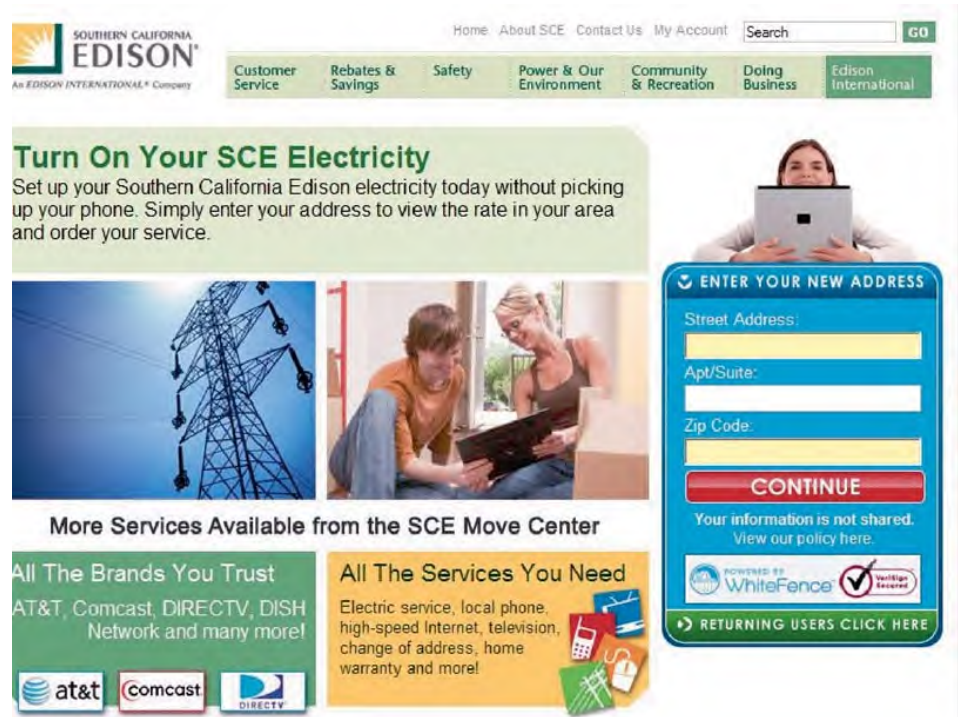 SOUTHERN CALIFORNIA
EDISON®
An EDISON INTERNATIONAL® Company
Home About SCE Contact Us My Account Search GO
Customer Service
Rebates & Savings
Safety
Power & Our Environment
Community & Recreation
Doing Business
Edison International
Turn On Your SCE Electricity
Set up your Southern California Edison electricity today without picking
up your phone. Simply enter your address to view the rate in your area
and order your service.
ENTER YOUR NEW ADDRESS
Street Address:
Apt/Suite:
Zip Code:
CONTINUE
Your information is not shared.
View our policy here.
POWERED BY
WhiteFence
VeriSign
Secured
RETURNING USERS CLICK HERE
More Services Available from the SCE Move Center
All The Brands You Trust
AT&T, Comcast, DIRECTV, DISH
Network and many more!
at&t
comcast
DIRECTV
All The Services You Need
Electric service, local phone,
high-speed Internet, television,
change of address, home
warranty and more!